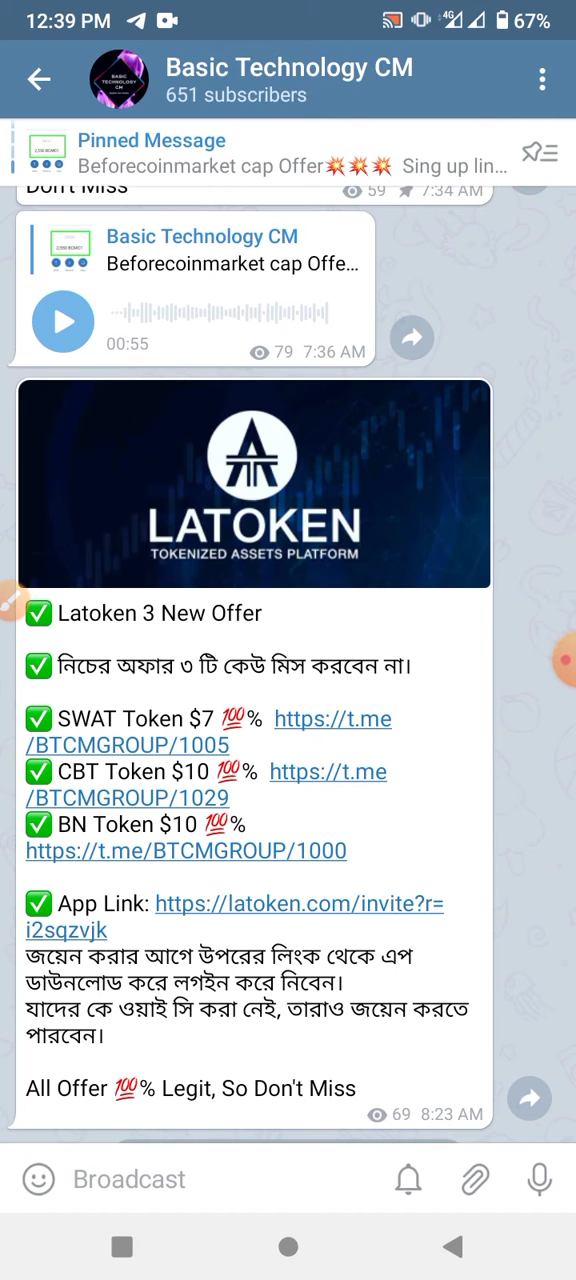 12:39 PM
4G
67%
Basic Technology CM
651 subscribers
Pinned Message
Beforecoinmarket cap Offer💥💥💥 Sing up lin...
Don't Miss
59 7:34 AM
Basic Technology CM
Beforecoinmarket cap Offe...
00:55
79 7:36 AM
LATOKEN
TOKENIZED ASSETS PLATFORM
✅ Latoken 3 New Offer
✅ নিচের অফার ৩ টি কেউ মিস করবেন না।
✅ SWAT Token $7 💯% https://t.me
/BTCMGROUP/1005
✅ CBT Token $10 💯% https://t.me
/BTCMGROUP/1029
✅ BN Token $10 💯%
https://t.me/BTCMGROUP/1000
✅ App Link: https://latoken.com/invite?r=
i2sqzvjk
জয়েন করার আগে উপরের লিংক থেকে এপ
ডাউনলোড করে লগইন করে নিবেন।
যাদের কে ওয়াই সি করা নেই, তারাও জয়েন করতে
পারবেন।
All Offer 💯% Legit, So Don't Miss
69 8:23 AM
Broadcast